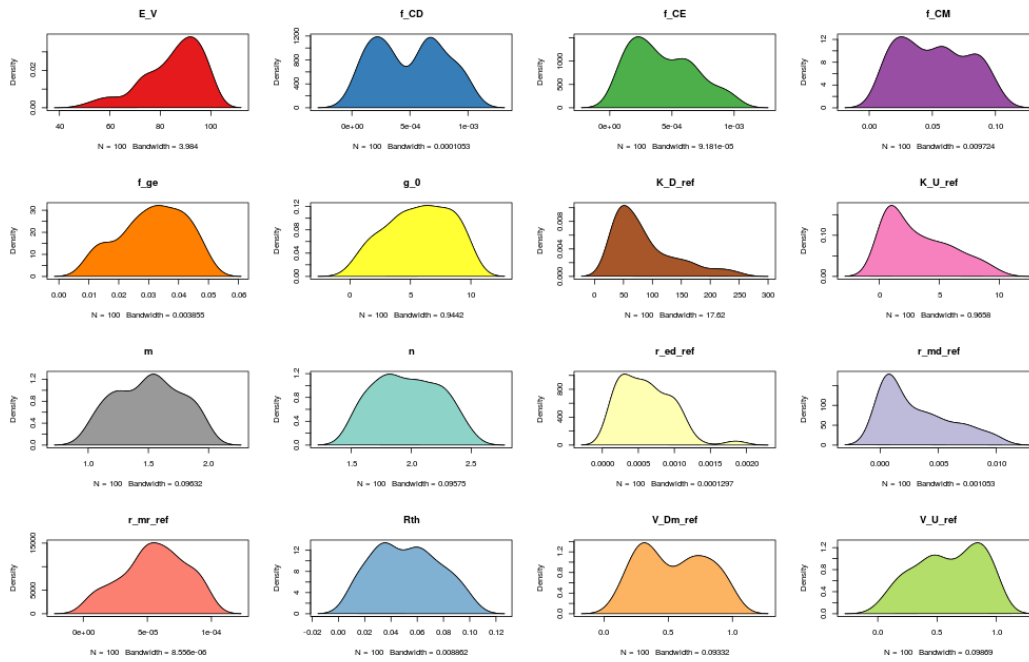 E_V
f_CD
f_CE
f_CM
Density
0.00 0.02
40 60 80 100
N = 100 Bandwidth = 3.984
Density
0 400 800 1200
0e+00 5e-04 1e-03
N = 100 Bandwidth = 0.0001053
Density
0 500 1000
0e+00 5e-04 1e-03
N = 100 Bandwidth = 9.181e-05
Density
0 4 8 12
0.00 0.05 0.10
N = 100 Bandwidth = 0.009724
f_ge
g_0
K_D_ref
K_U_ref
Density
0 10 20 30
0.00 0.01 0.02 0.03 0.04 0.05 0.06
N = 100 Bandwidth = 0.003855
Density
0.00 0.04 0.08 0.12
0 5 10
N = 100 Bandwidth = 0.9442
Density
0.000 0.004 0.008
0 50 100 150 200 250 300
N = 100 Bandwidth = 17.62
Density
0.00 0.10
0 5 10
N = 100 Bandwidth = 0.9658
m
n
r_ed_ref
r_md_ref
Density
0.0 0.4 0.8 1.2
1.0 1.5 2.0
N = 100 Bandwidth = 0.09632
Density
0.0 0.4 0.8 1.2
1.5 2.0 2.5
N = 100 Bandwidth = 0.09575
Density
0 400 800
0.0000 0.0005 0.0010 0.0015 0.0020
N = 100 Bandwidth = 0.0001297
Density
0 50 100
0.000 0.005 0.010
N = 100 Bandwidth = 0.001053
r_mr_ref
Rth
V_Dm_ref
V_U_ref
Density
0 5000 15000
0e+00 5e-05 1e-04
N = 100 Bandwidth = 8.556e-06
Density
0 4 8 12
-0.02 0.00 0.02 0.04 0.06 0.08 0.10 0.12
N = 100 Bandwidth = 0.008862
Density
0.0 0.4 0.8 1.2
0.0 0.5 1.0
N = 100 Bandwidth = 0.09332
Density
0.0 0.4 0.8 1.2
0.0 0.5 1.0
N = 100 Bandwidth = 0.09869